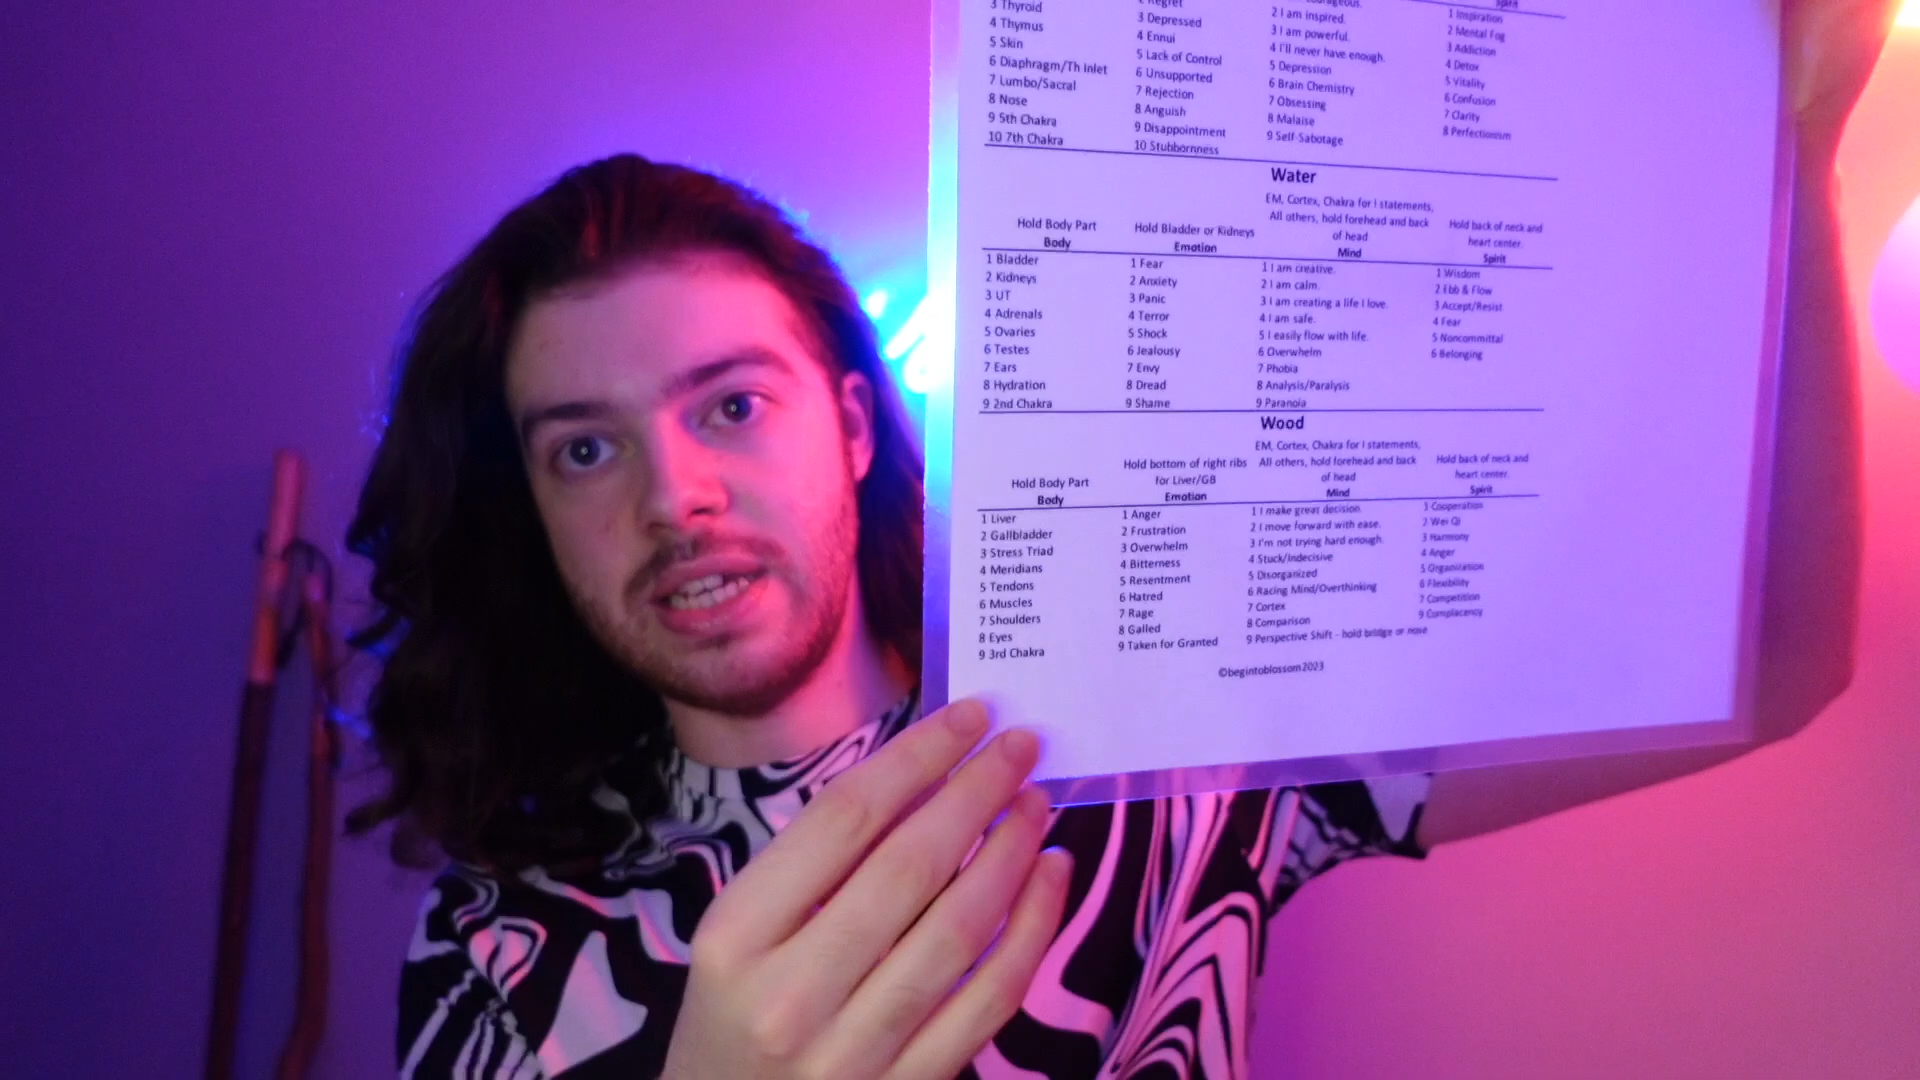 3 Thyroid
4 Thymus
5 Skin
6 Diaphragm/Th Inlet
7 Lumbo/Sacral
8 Nose
9 5th Chakra
10 7th Chakra
2 Regret
3 Depressed
4 Ennui
5 Lack of Control
6 Unsupported
7 Rejection
8 Anguish
9 Disappointment
10 Stubbornness
2 I am inspired.
3 I am powerful.
4 I'll never have enough.
5 Depression
6 Brain Chemistry
7 Obsessing
8 Malaise
9 Self-Sabotage
Spirit
1 Inspiration
2 Mental Fog
3 Addiction
4 Detox
5 Vitality
6 Confusion
7 Clarity
8 Perfectionism
Water
Hold Body Part
Body
1 Bladder
2 Kidneys
3 UT
4 Adrenals
5 Ovaries
6 Testes
7 Ears
8 Hydration
9 2nd Chakra
Hold Bladder or Kidneys
Emotion
1 Fear
2 Anxiety
3 Panic
4 Terror
5 Shock
6 Jealousy
7 Envy
8 Dread
9 Shame
EM, Cortex, Chakra for I statements,
All others, hold forehead and back
of head
Mind
1 I am creative.
2 I am calm.
3 I am creating a life I love.
4 I am safe.
5 I easily flow with life.
6 Overwhelm
7 Phobia
8 Analysis/Paralysis
9 Paranoia
Hold back of neck and
heart center.
Spirit
1 Wisdom
2 Ebb & Flow
3 Accept/Resist
4 Fear
5 Noncommittal
6 Belonging
Wood
Hold Body Part
Body
1 Liver
2 Gallbladder
3 Stress Triad
4 Meridians
5 Tendons
6 Muscles
7 Shoulders
8 Eyes
9 3rd Chakra
Hold bottom of right ribs
for Liver/GB
Emotion
1 Anger
2 Frustration
3 Overwhelm
4 Bitterness
5 Resentment
6 Hatred
7 Rage
8 Galled
9 Taken for Granted
EM, Cortex, Chakra for I statements,
All others, hold forehead and back
of head
Mind
1 I make great decision.
2 I move forward with ease.
3 I'm not trying hard enough.
4 Stuck/Indecisive
5 Disorganized
6 Racing Mind/Overthinking
7 Cortex
8 Comparison
9 Perspective Shift - hold bridge or nose
Hold back of neck and
heart center.
Spirit
1 Cooperation
2 Wei Qi
3 Harmony
4 Anger
5 Organization
6 Flexibility
7 Competition
9 Complacency
©begintoblossom2023